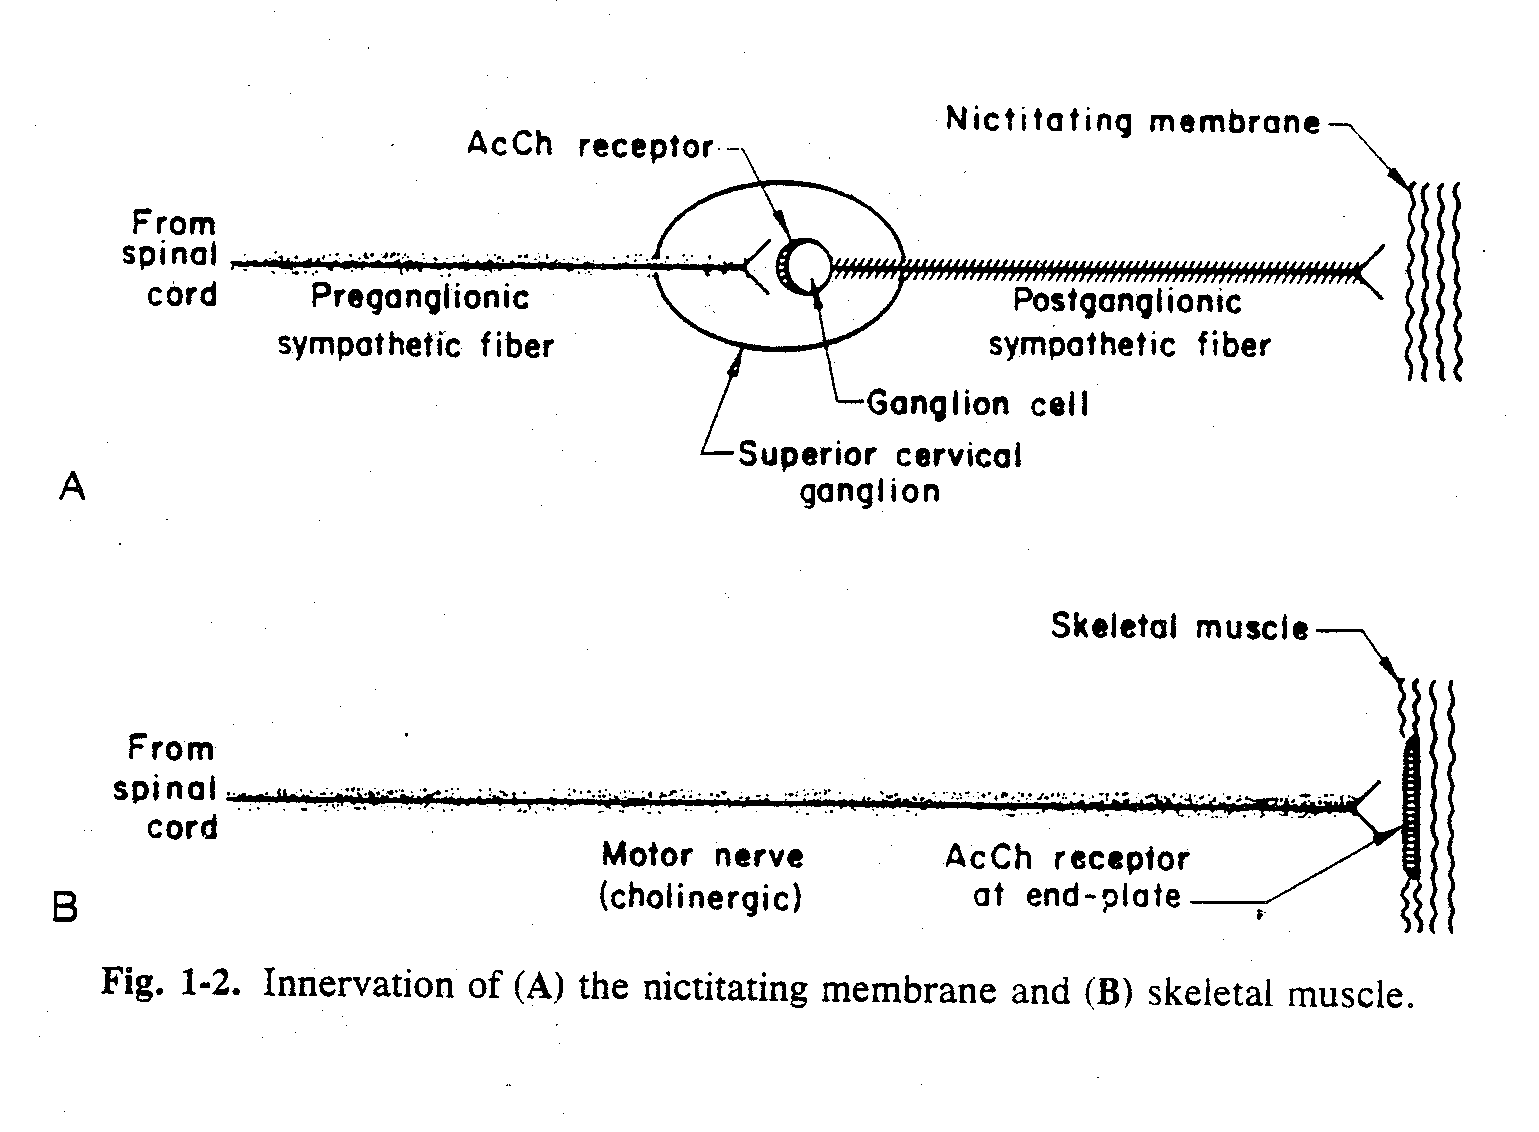 AcCh receptor
Nictitating membrane
From
spinal
cord
Preganglionic
sympathetic fiber
Postganglionic
sympathetic fiber
Ganglion cell
Superior cervical
ganglion
A
Skeletal muscle
From
spinal
cord
Motor nerve
(cholinergic)
AcCh receptor
at end-plate
B
Fig. 1-2. Innervation of (A) the nictitating membrane and (B) skeletal muscle.